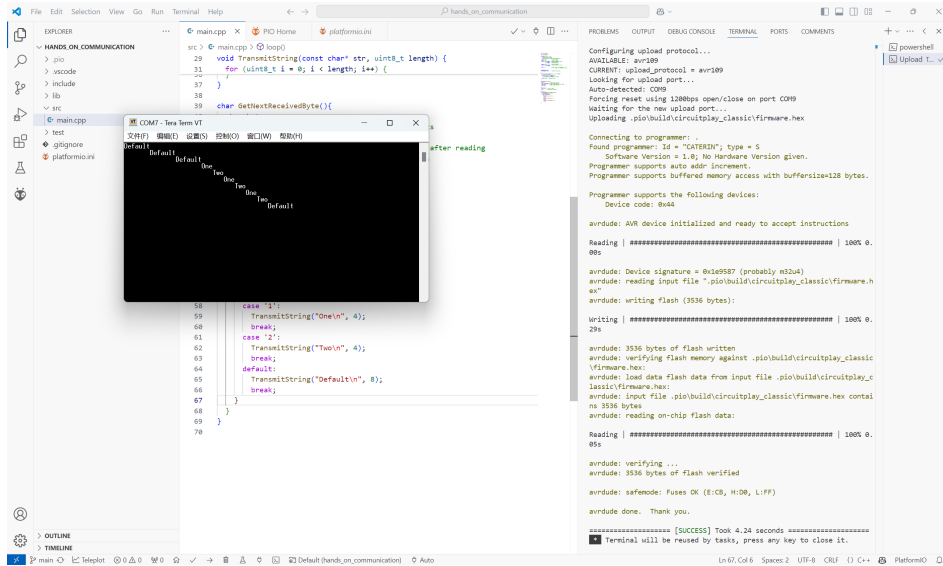 File Edit Selection View Go Run Terminal Help
hands_on_communication
EXPLORER
HANDS_ON_COMMUNICATION
.pio
.vscode
include
lib
src
main.cpp
test
.gitignore
platformio.ini
OUTLINE
TIMELINE
main.cpp PIO Home platformio.ini
src > main.cpp > loop()
29 void TransmitString(const char* str, uint8_t length) {
31 for (uint8_t i = 0; i < length; i++) {
37 }
38
39 char GetNextReceivedByte(){
after reading
COM7 - Tera Term VT
文件(F) 编辑(E) 设置(S) 控制(O) 窗口(W) 帮助(H)
Default
Default
Default
One
Two
One
Two
One
Two
Default
58 case '1':
59 TransmitString("One\n", 4);
60 break;
61 case '2':
62 TransmitString("Two\n", 4);
63 break;
64 default:
65 TransmitString("Default\n", 8);
66 break;
67 }
68 }
69 }
70
PROBLEMS OUTPUT DEBUG CONSOLE TERMINAL PORTS COMMENTS
powershell
Upload T...
Configuring upload protocol...
AVAILABLE: avr109
CURRENT: upload_protocol = avr109
Looking for upload port...
Auto-detected: COM9
Forcing reset using 1200bps open/close on port COM9
Waiting for the new upload port...
Uploading .pio\build\circuitplay_classic\firmware.hex
Connecting to programmer: .
Found programmer: Id = "CATERIN"; type = S
Software Version = 1.0; No Hardware Version given.
Programmer supports auto addr increment.
Programmer supports buffered memory access with buffersize=128 bytes.
Programmer supports the following devices:
Device code: 0x44
avrdude: AVR device initialized and ready to accept instructions
Reading | ################################################## | 100% 0.
00s
avrdude: Device signature = 0x1e9587 (probably m32u4)
avrdude: reading input file ".pio\build\circuitplay_classic\firmware.h
ex"
avrdude: writing flash (3536 bytes):
Writing | ################################################## | 100% 0.
29s
avrdude: 3536 bytes of flash written
avrdude: verifying flash memory against .pio\build\circuitplay_classic
\firmware.hex:
avrdude: load data flash data from input file .pio\build\circuitplay_c
lassic\firmware.hex:
avrdude: input file .pio\build\circuitplay_classic\firmware.hex contai
ns 3536 bytes
avrdude: reading on-chip flash data:
Reading | ################################################## | 100% 0.
05s
avrdude: verifying ...
avrdude: 3536 bytes of flash verified
avrdude: safemode: Fuses OK (E:CB, H:D0, L:FF)
avrdude done.  Thank you.
=================== [SUCCESS] Took 4.24 seconds ===================
* Terminal will be reused by tasks, press any key to close it.
main Teleplot 0 0 0 Default (hands_on_communication) Auto
Ln 67, Col 6 Spaces: 2 UTF-8 CRLF {} C++ PlatformIO